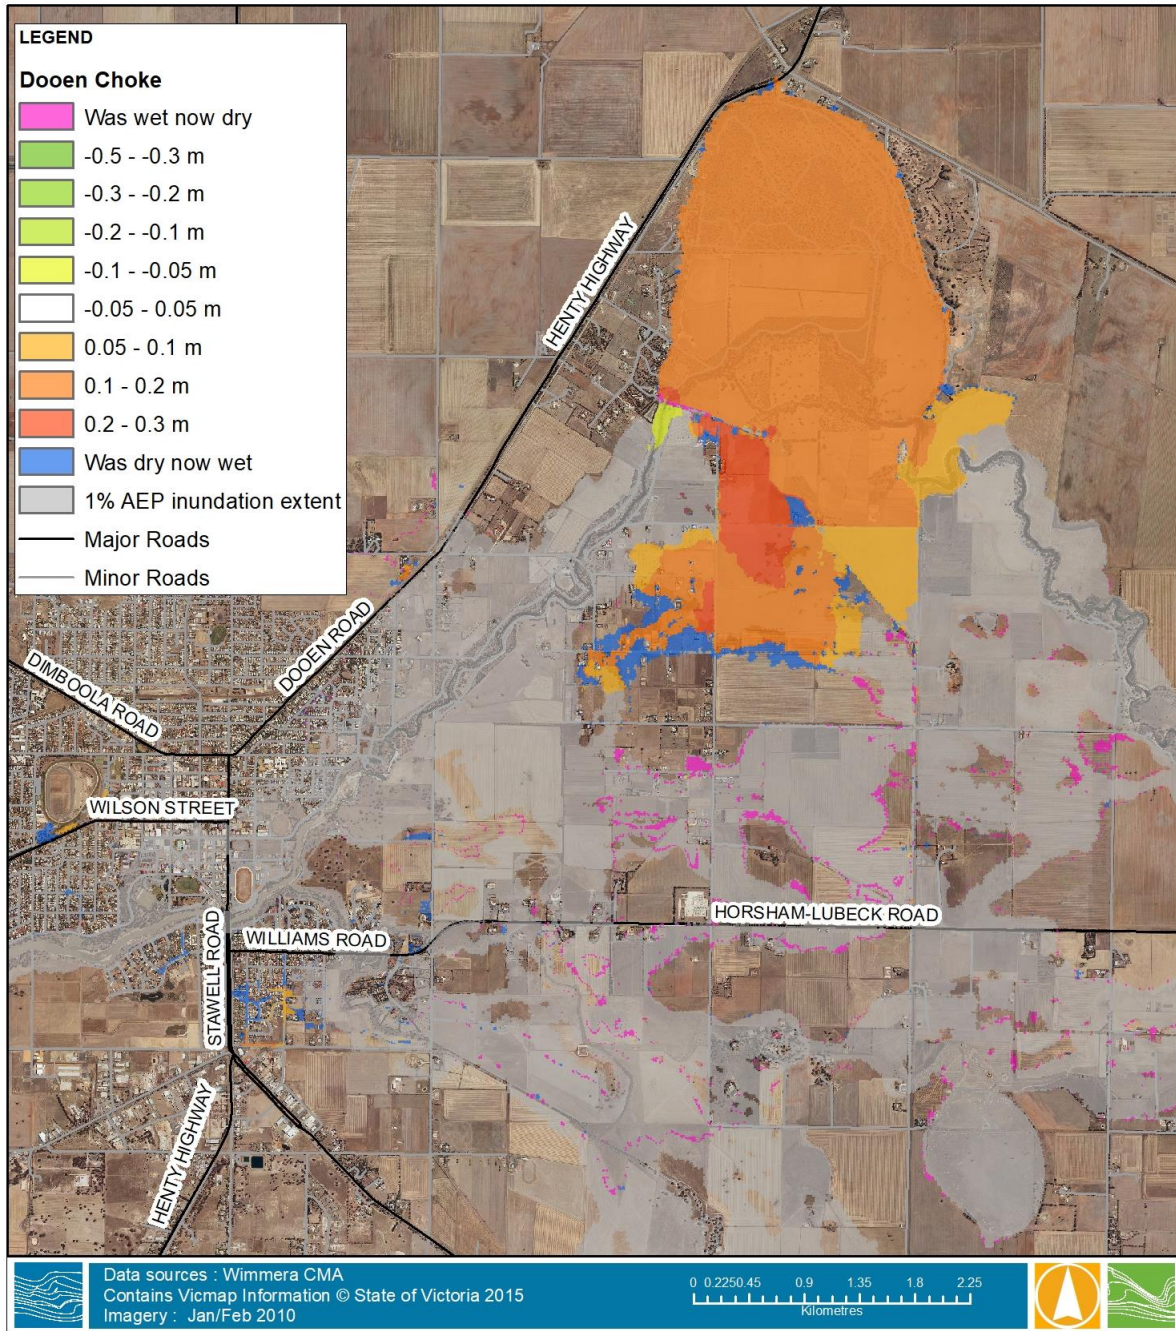 LEGEND
Dooen Choke
Was wet now dry
-0.5 - -0.3 m
-0.3 - -0.2 m
-0.2 - -0.1 m
-0.1 - -0.05 m
-0.05 - 0.05 m
0.05 - 0.1 m
0.1 - 0.2 m
0.2 - 0.3 m
Was dry now wet
1% AEP inundation extent
Major Roads
Minor Roads
HENTY HIGHWAY
DOOEN ROAD
DIMBOOLA ROAD
WILSON STREET
HORSHAM-LUBECK ROAD
WILLIAMS ROAD
STAWELL ROAD
HENTY HIGHWAY
Data sources : Wimmera CMA
Contains Vicmap Information © State of Victoria 2015
Imagery : Jan/Feb 2010
0 0.2250.45 0.9 1.35 1.8 2.25
Kilometres